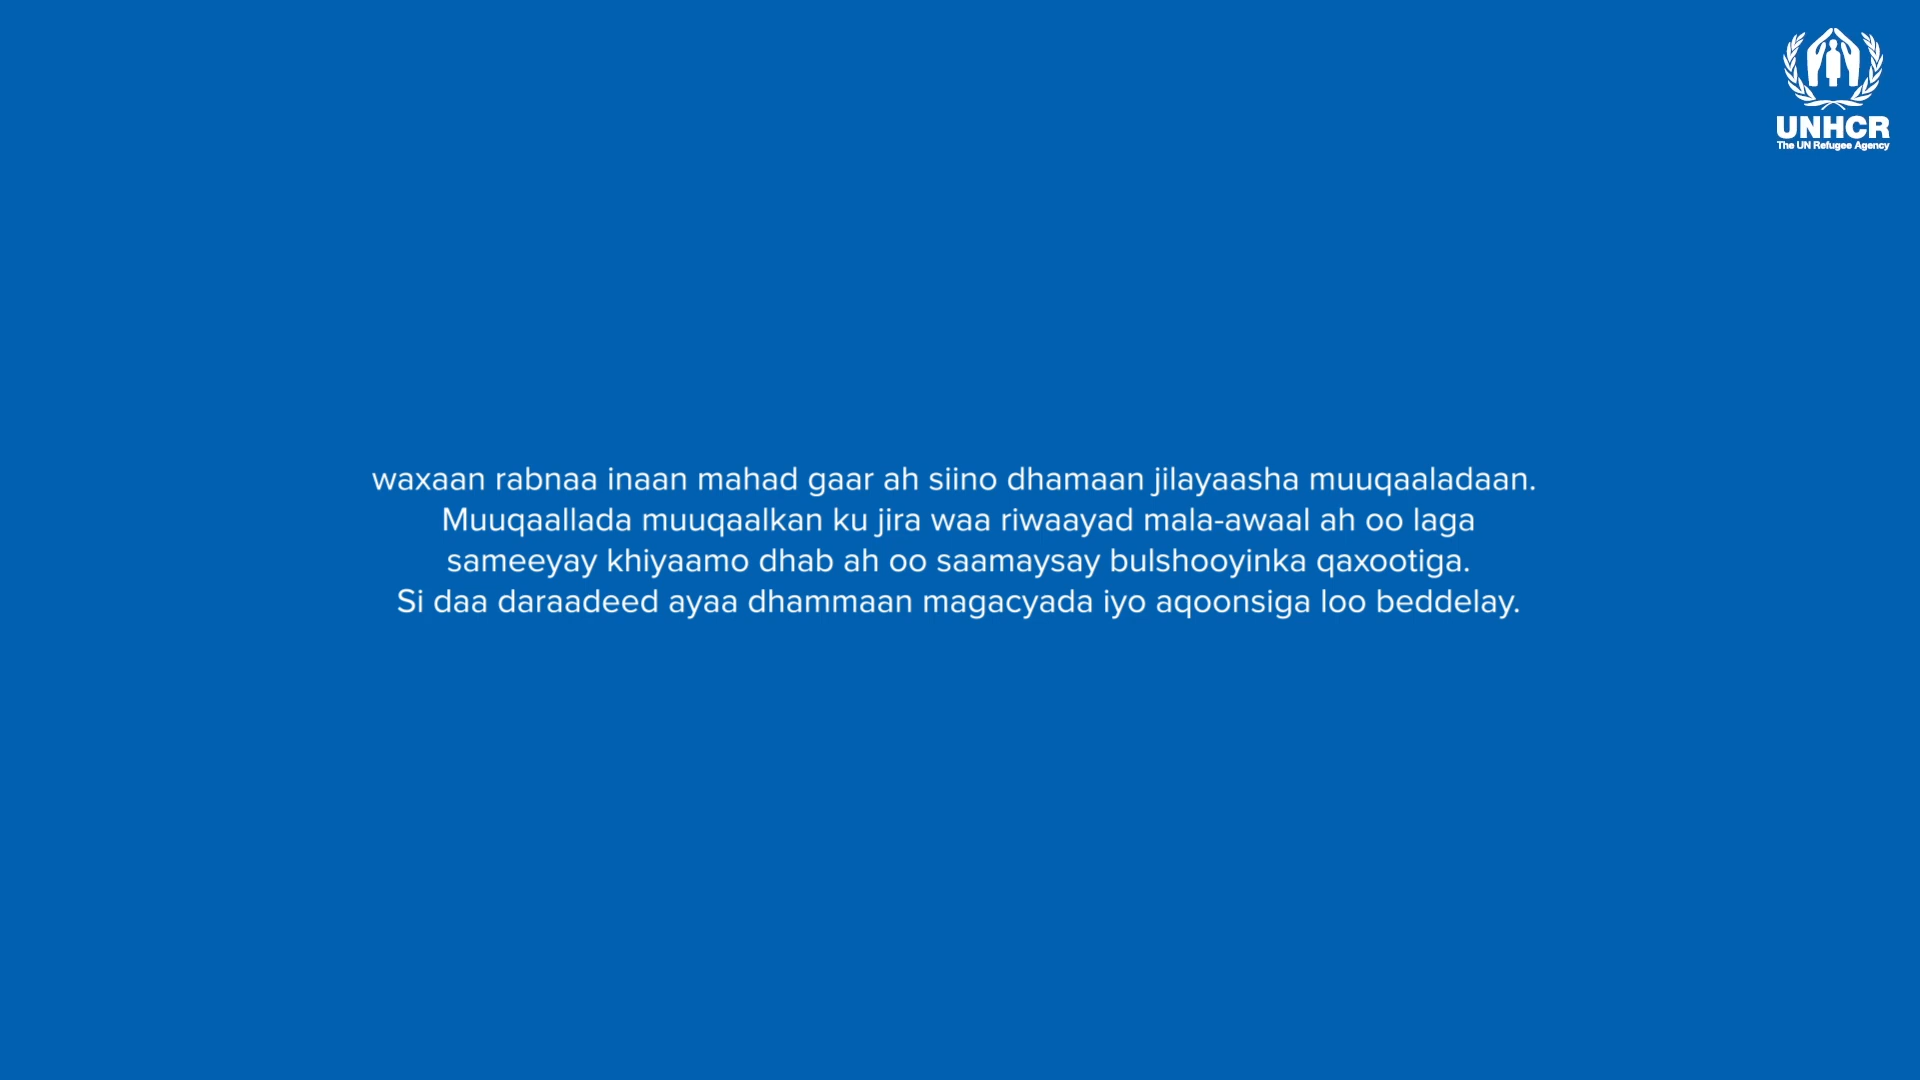 UNHCR
The UN Refugee Agency
waxaan rabnaa inaan mahad gaar ah siino dhamaan jilayaasha muuqaaladaan.
Muuqaallada muuqaalkan ku jira waa riwaayad mala-awaal ah oo laga
sameeyay khiyaamo dhab ah oo saamaysay bulshooyinka qaxootiga.
Si daa daraadeed ayaa dhammaan magacyada iyo aqoonsiga loo beddelay.